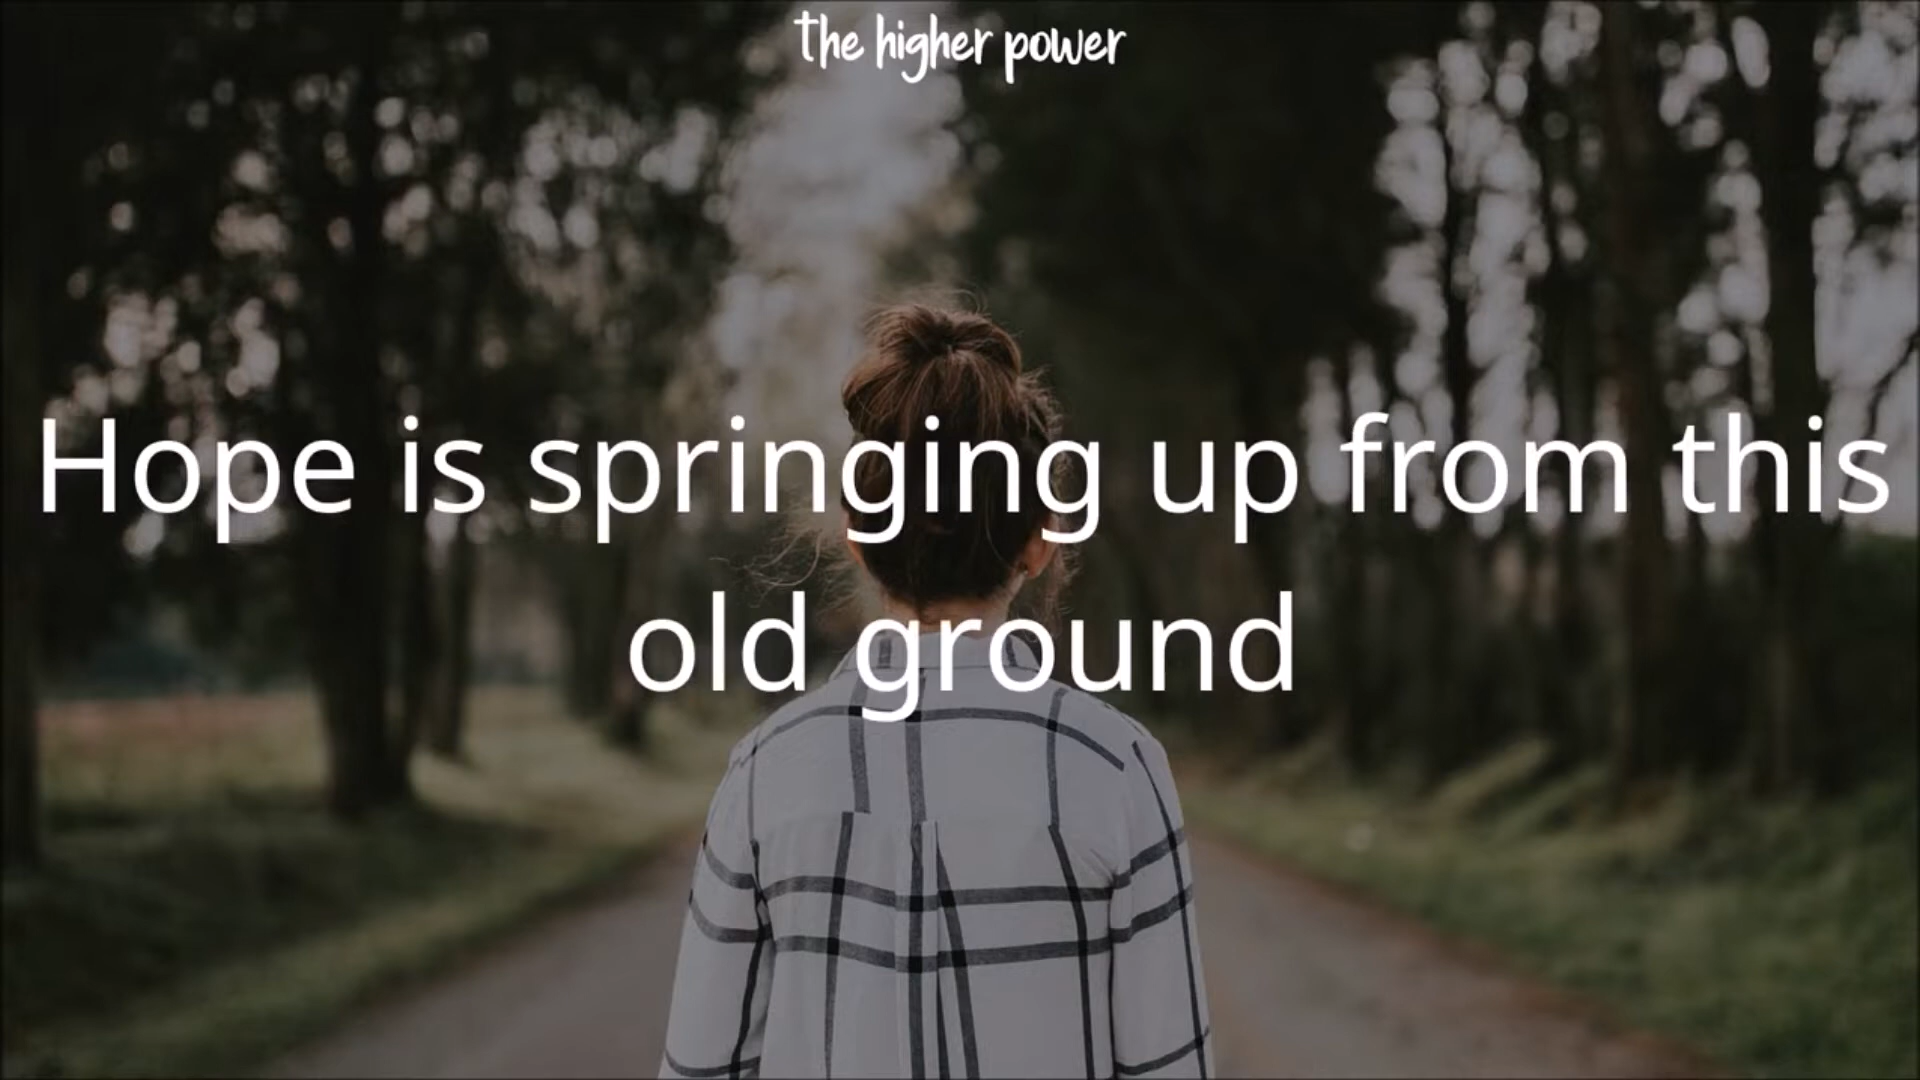 the higher power
Hope is springing up from this
old ground